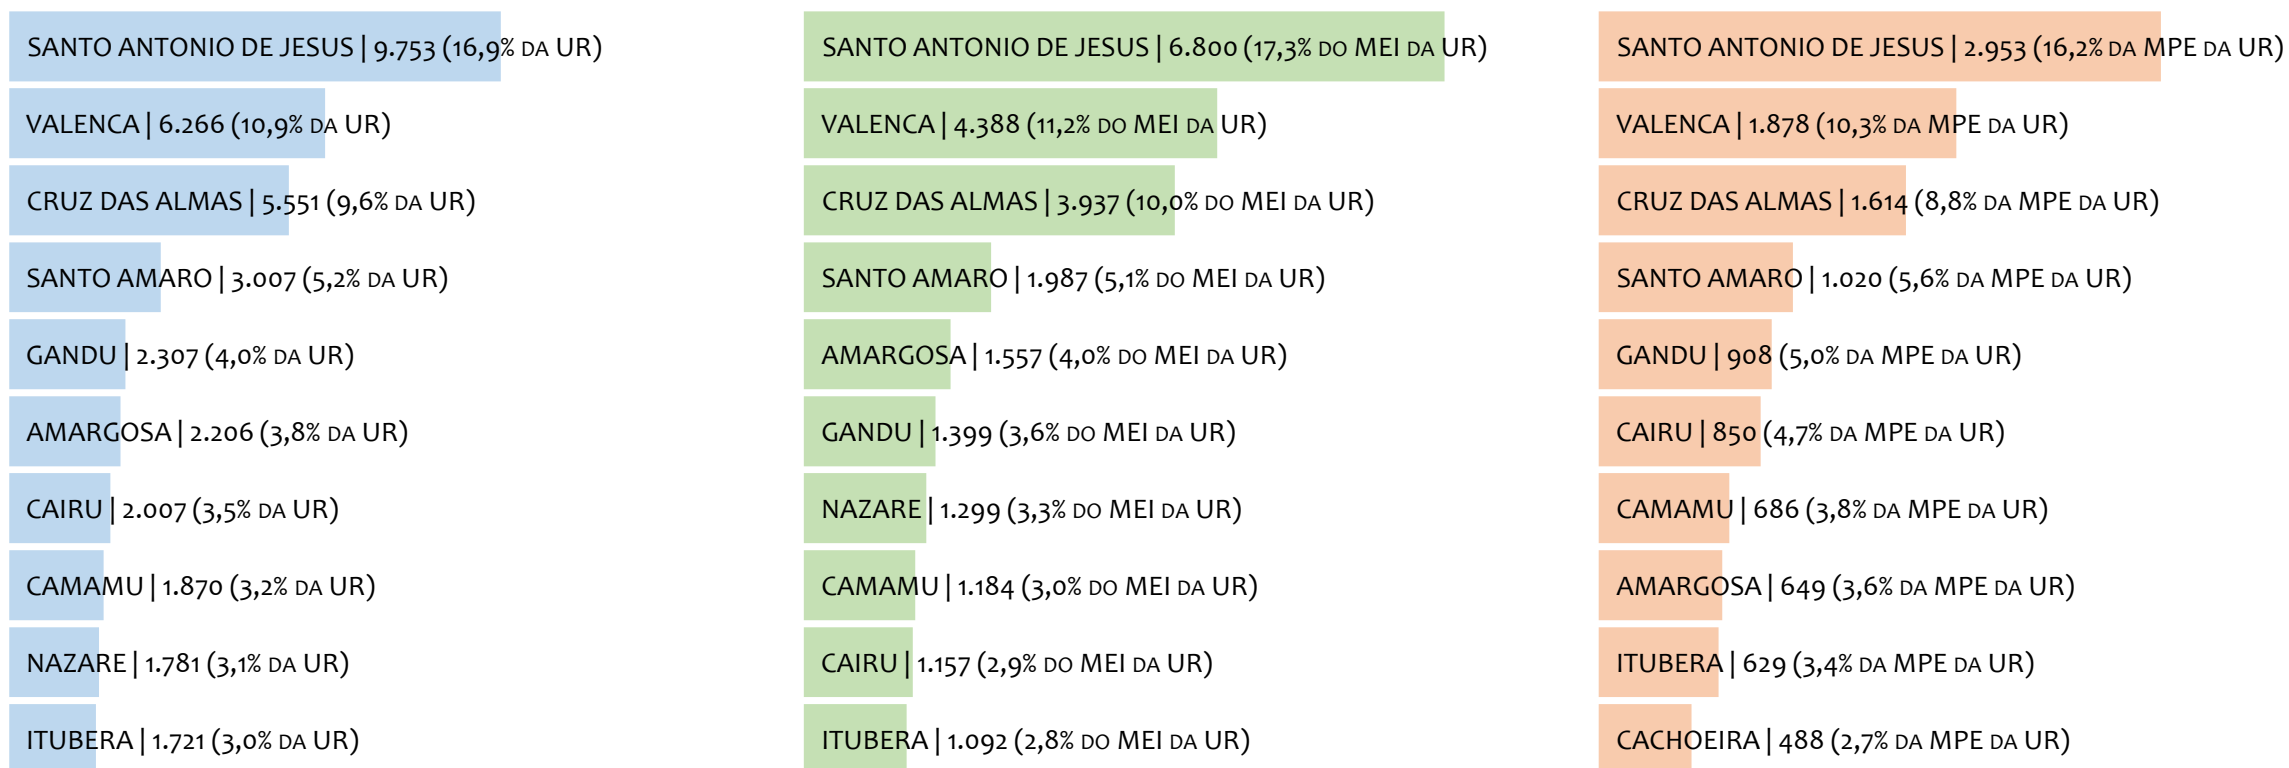 SANTO ANTONIO DE JESUS | 9.753 (16,9% DA UR)
VALENCA | 6.266 (10,9% DA UR)
CRUZ DAS ALMAS | 5.551 (9,6% DA UR)
SANTO AMARO | 3.007 (5,2% DA UR)
GANDU | 2.307 (4,0% DA UR)
AMARGOSA | 2.206 (3,8% DA UR)
CAIRU | 2.007 (3,5% DA UR)
CAMAMU | 1.870 (3,2% DA UR)
NAZARE | 1.781 (3,1% DA UR)
ITUBERA | 1.721 (3,0% DA UR)
SANTO ANTONIO DE JESUS | 6.800 (17,3% DO MEI DA UR)
VALENCA | 4.388 (11,2% DO MEI DA UR)
CRUZ DAS ALMAS | 3.937 (10,0% DO MEI DA UR)
SANTO AMARO | 1.987 (5,1% DO MEI DA UR)
AMARGOSA | 1.557 (4,0% DO MEI DA UR)
GANDU | 1.399 (3,6% DO MEI DA UR)
NAZARE | 1.299 (3,3% DO MEI DA UR)
CAMAMU | 1.184 (3,0% DO MEI DA UR)
CAIRU | 1.157 (2,9% DO MEI DA UR)
ITUBERA | 1.092 (2,8% DO MEI DA UR)
SANTO ANTONIO DE JESUS | 2.953 (16,2% DA MPE DA UR)
VALENCA | 1.878 (10,3% DA MPE DA UR)
CRUZ DAS ALMAS | 1.614 (8,8% DA MPE DA UR)
SANTO AMARO | 1.020 (5,6% DA MPE DA UR)
GANDU | 908 (5,0% DA MPE DA UR)
CAIRU | 850 (4,7% DA MPE DA UR)
CAMAMU | 686 (3,8% DA MPE DA UR)
AMARGOSA | 649 (3,6% DA MPE DA UR)
ITUBERA | 629 (3,4% DA MPE DA UR)
CACHOEIRA | 488 (2,7% DA MPE DA UR)